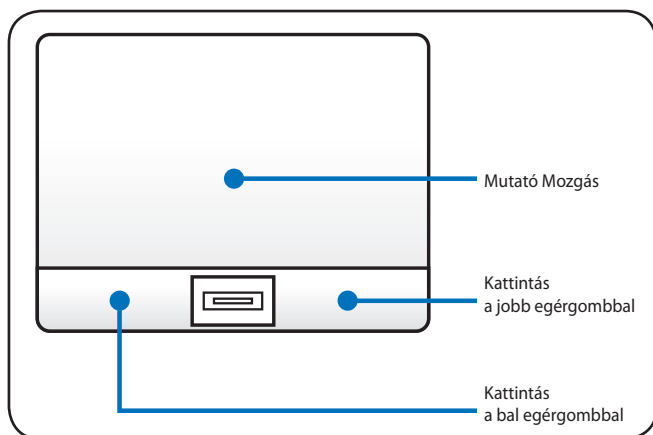 Mutató Mozgás
Kattintás
a jobb egérgombbal
Kattintás
a bal egérgombbal